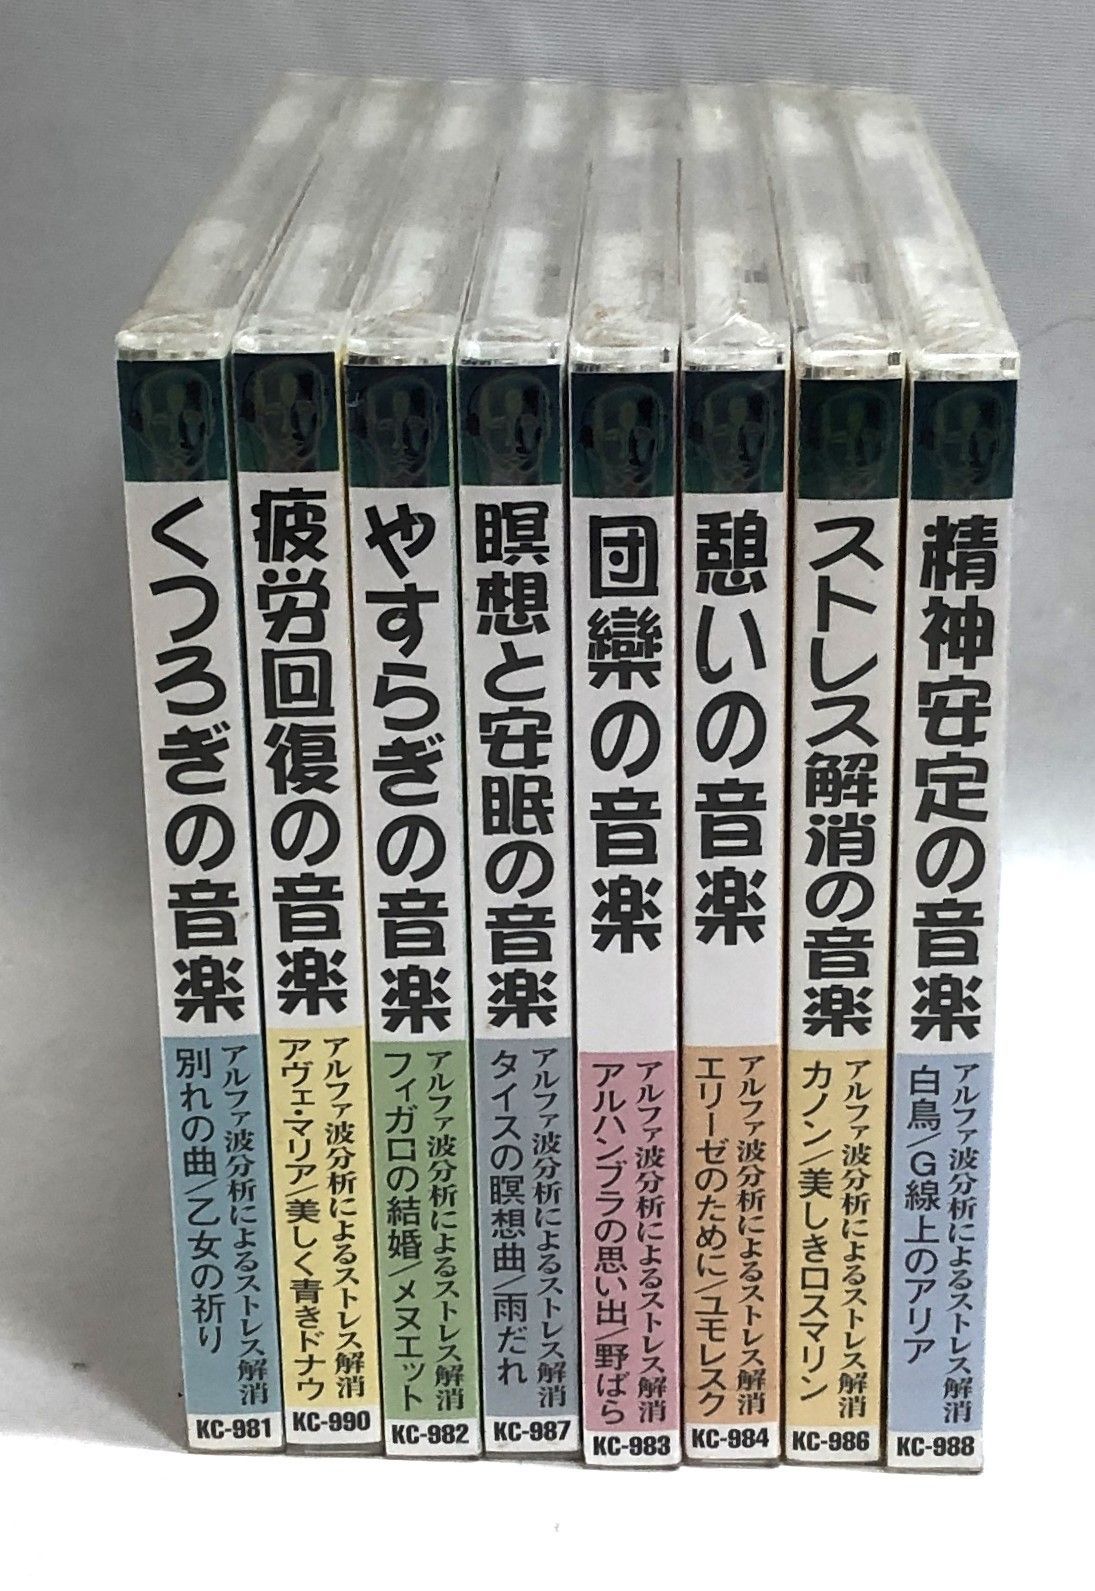 くつろぎの音楽
アルファ波分析によるストレス解消
別れの曲/乙女の祈り
KC-981
疲労回復の音楽
アルファ波分析によるストレス解消
アヴェ・マリア/美しく青きドナウ
KC-990
やすらぎの音楽
アルファ波分析によるストレス解消
フィガロの結婚/メヌエット
KC-982
瞑想と安眠の音楽
アルファ波分析によるストレス解消
タイスの瞑想曲/雨だれ
KC-987
団欒の音楽
アルファ波分析によるストレス解消
アルハンブラの思い出/野ばら
KC-983
憩いの音楽
アルファ波分析によるストレス解消
エリーゼのために/ユモレスク
KC-984
ストレス解消の音楽
アルファ波分析によるストレス解消
カノン/美しきロスマリン
KC-986
精神安定の音楽
アルファ波分析によるストレス解消
白鳥/G線上のアリア
KC-988